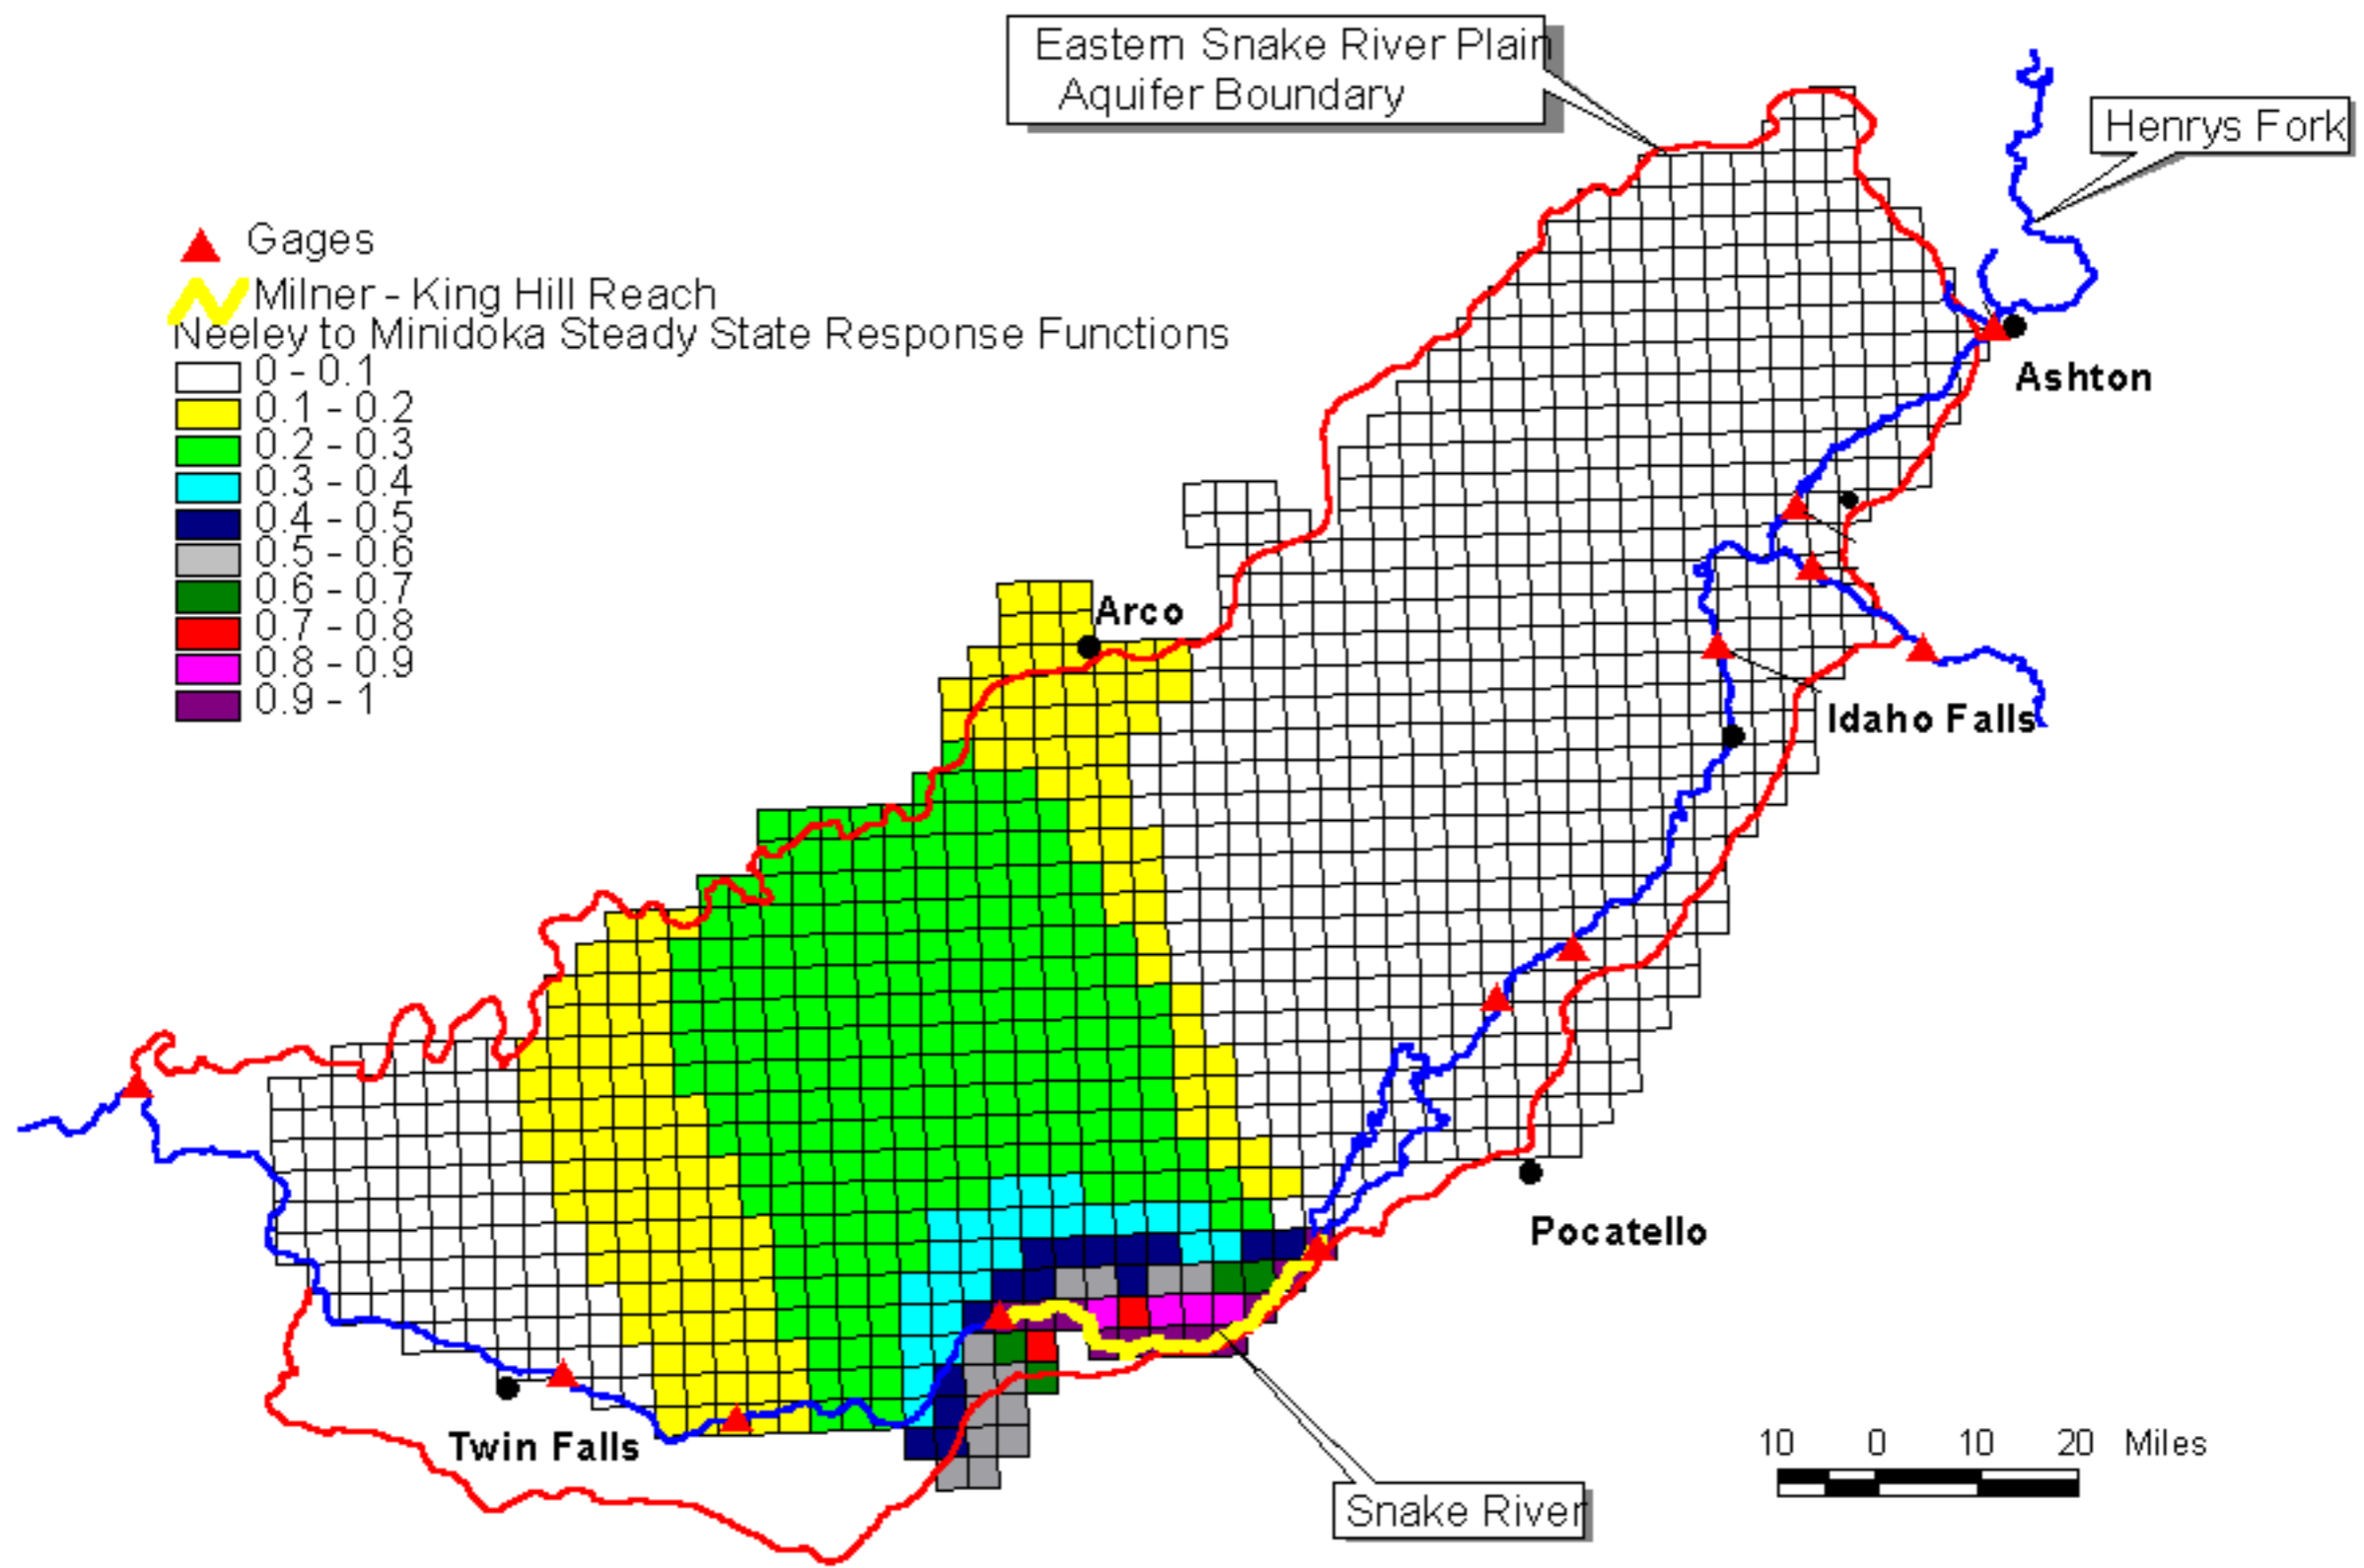 Eastern Snake River Plain
Aquifer Boundary
Henrys Fork
Gages
Milner - King Hill Reach
Neeley to Minidoka Steady State Response Functions
0 - 0.1
0.1 - 0.2
0.2 - 0.3
0.3 - 0.4
0.4 - 0.5
0.5 - 0.6
0.6 - 0.7
0.7 - 0.8
0.8 - 0.9
0.9 - 1
Ashton
Arco
Idaho Falls
Pocatello
Twin Falls
Snake River
10 0 10 20 Miles